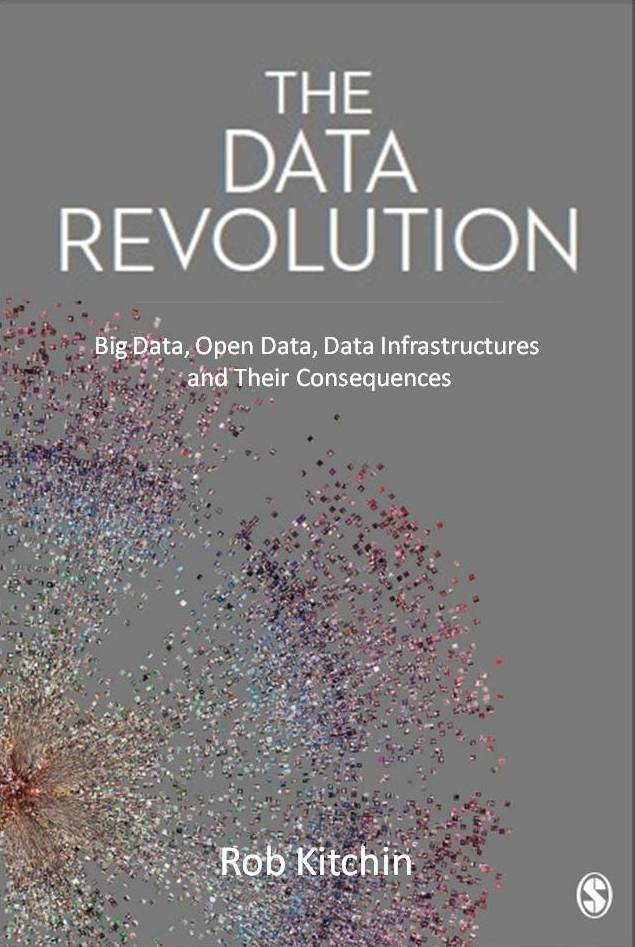 THE
DATA
REVOLUTION
Big Data, Open Data, Data Infrastructures
and Their Consequences
Rob Kitchin
S